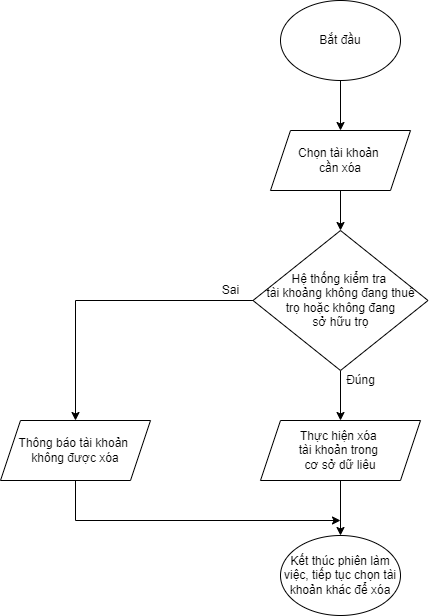 Bắt đầu
Chọn tài khoản
cần xóa
Hệ thống kiểm tra
tài khoảng không đang thuê
trọ hoặc không đang
sở hữu trọ
Sai
Đúng
Thông báo tài khoản
không được xóa
Thực hiện xóa
tài khoản trong
cơ sở dữ liêu
Kết thúc phiên làm
việc, tiếp tục chọn tài
khoản khác để xóa